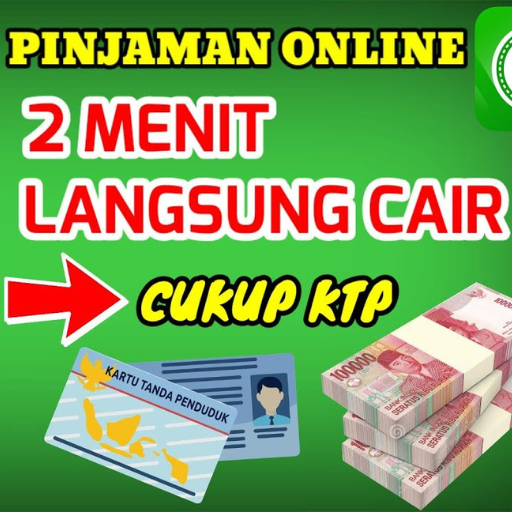 PINJAMAN ONLINE
2 MENIT
LANGSUNG CAIR
CUKUP KTP
KARTU TANDA PENDUDUK
100000